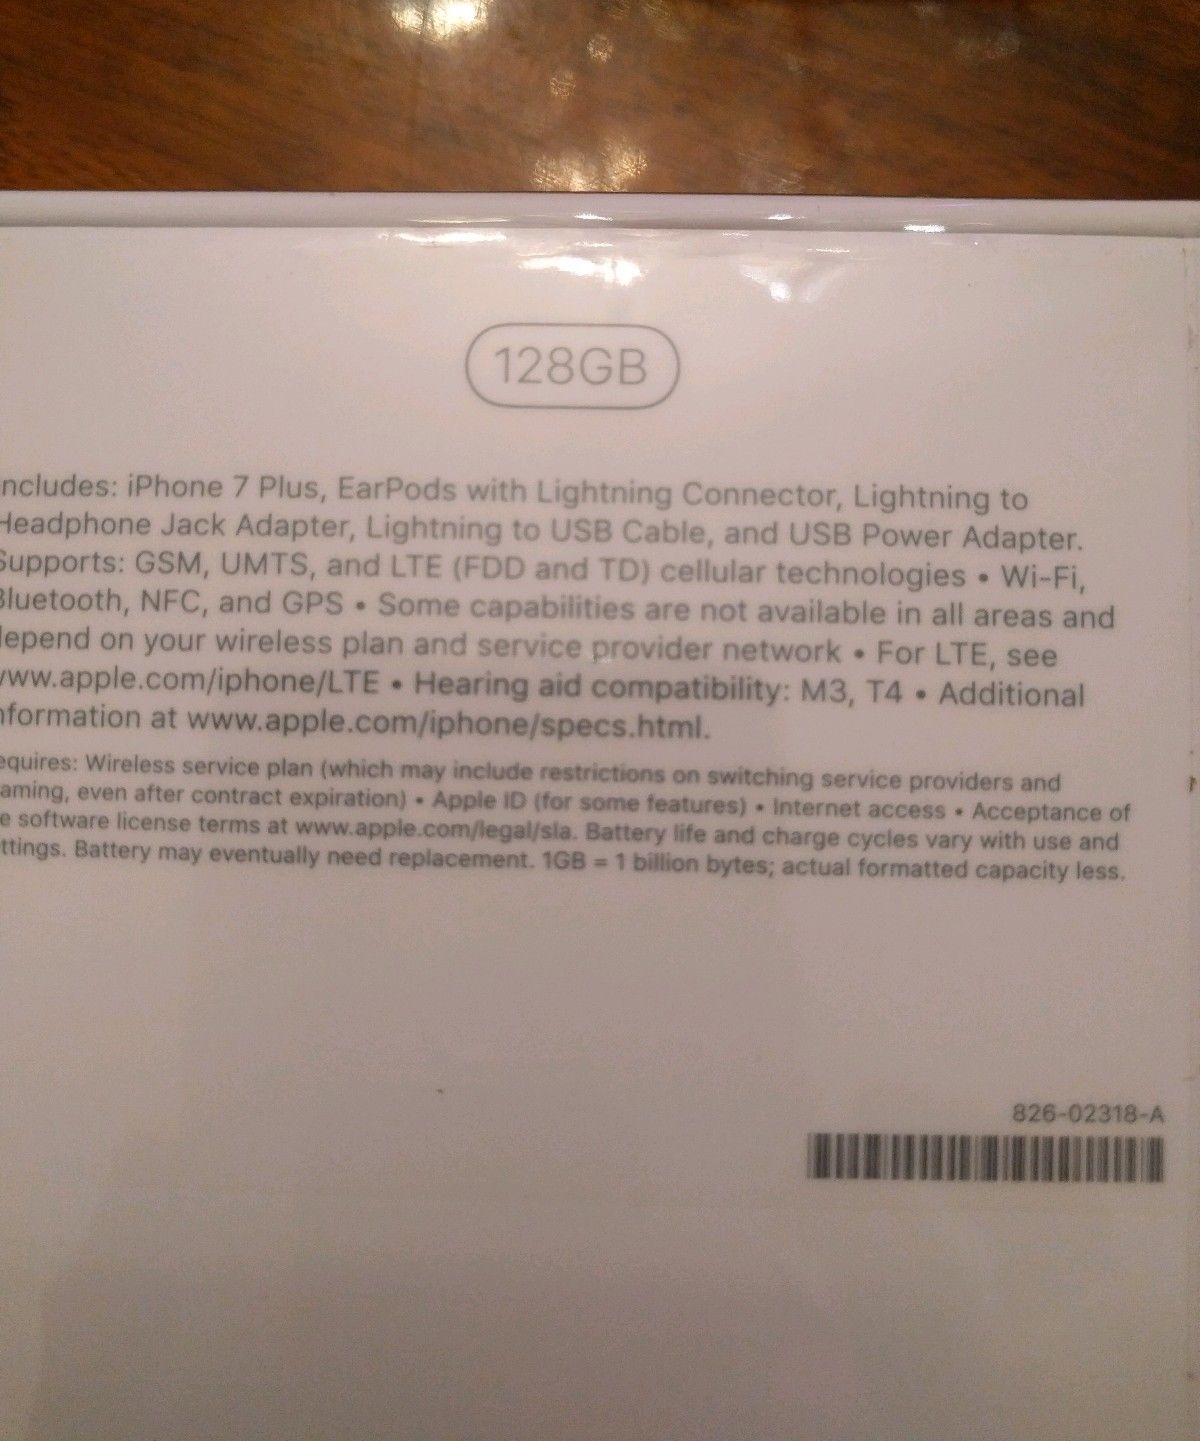 128GB
ncludes: iPhone 7 Plus, EarPods with Lightning Connector, Lightning to
Headphone Jack Adapter, Lightning to USB Cable, and USB Power Adapter.
Supports: GSM, UMTS, and LTE (FDD and TD) cellular technologies • Wi-Fi,
Bluetooth, NFC, and GPS • Some capabilities are not available in all areas and
depend on your wireless plan and service provider network • For LTE, see
www.apple.com/iphone/LTE • Hearing aid compatibility: M3, T4 • Additional
nformation at www.apple.com/iphone/specs.html.
equires: Wireless service plan (which may include restrictions on switching service providers and
aming, even after contract expiration) • Apple ID (for some features) • Internet access • Acceptance of
e software license terms at www.apple.com/legal/sla. Battery life and charge cycles vary with use and
ttings. Battery may eventually need replacement. 1GB = 1 billion bytes; actual formatted capacity less.
826-02318-A